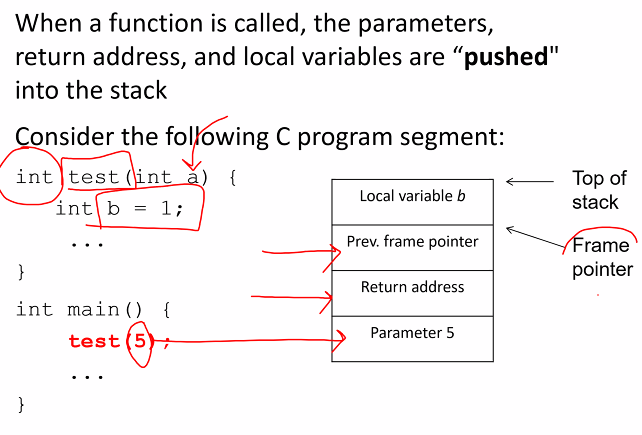 When a function is called, the parameters,
return address, and local variables are “pushed"
into the stack
Consider the following C program segment:
int test(int a) {
int b = 1;
...
}
int main() {
test(5);
...
}
Local variable b
Prev. frame pointer
Return address
Parameter 5
Top of
stack
Frame
pointer